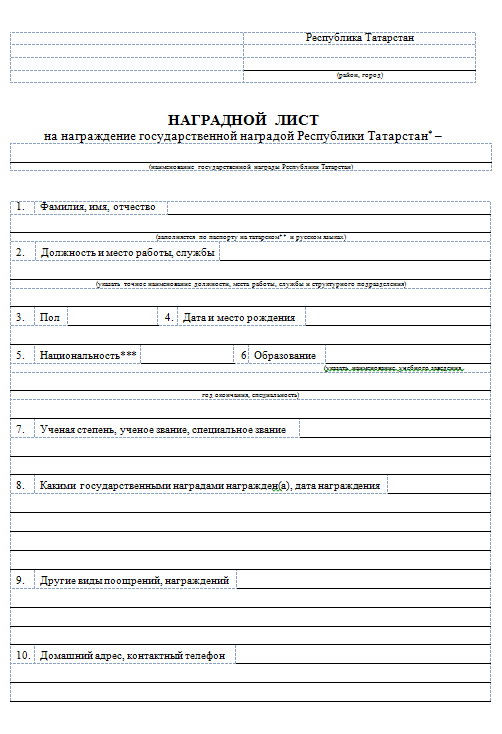 Республика Татарстан
(район, город)
НАГРАДНОЙ ЛИСТ
на награждение государственной наградой Республики Татарстан* –
(наименование государственной награды Республики Татарстан)
1. Фамилия, имя, отчество
(заполняется по паспорту на татарском** и русском языках)
2. Должность и место работы, службы
(указать точное наименование должности, места работы, службы и структурного подразделения)
3. Пол 4. Дата и место рождения
5. Национальность*** 6 Образование
(указать наименование учебного заведения,
год окончания, специальность)
7. Ученая степень, ученое звание, специальное звание
8. Какими государственными наградами награжден(а), дата награждения
9. Другие виды поощрений, награждений
10. Домашний адрес, контактный телефон